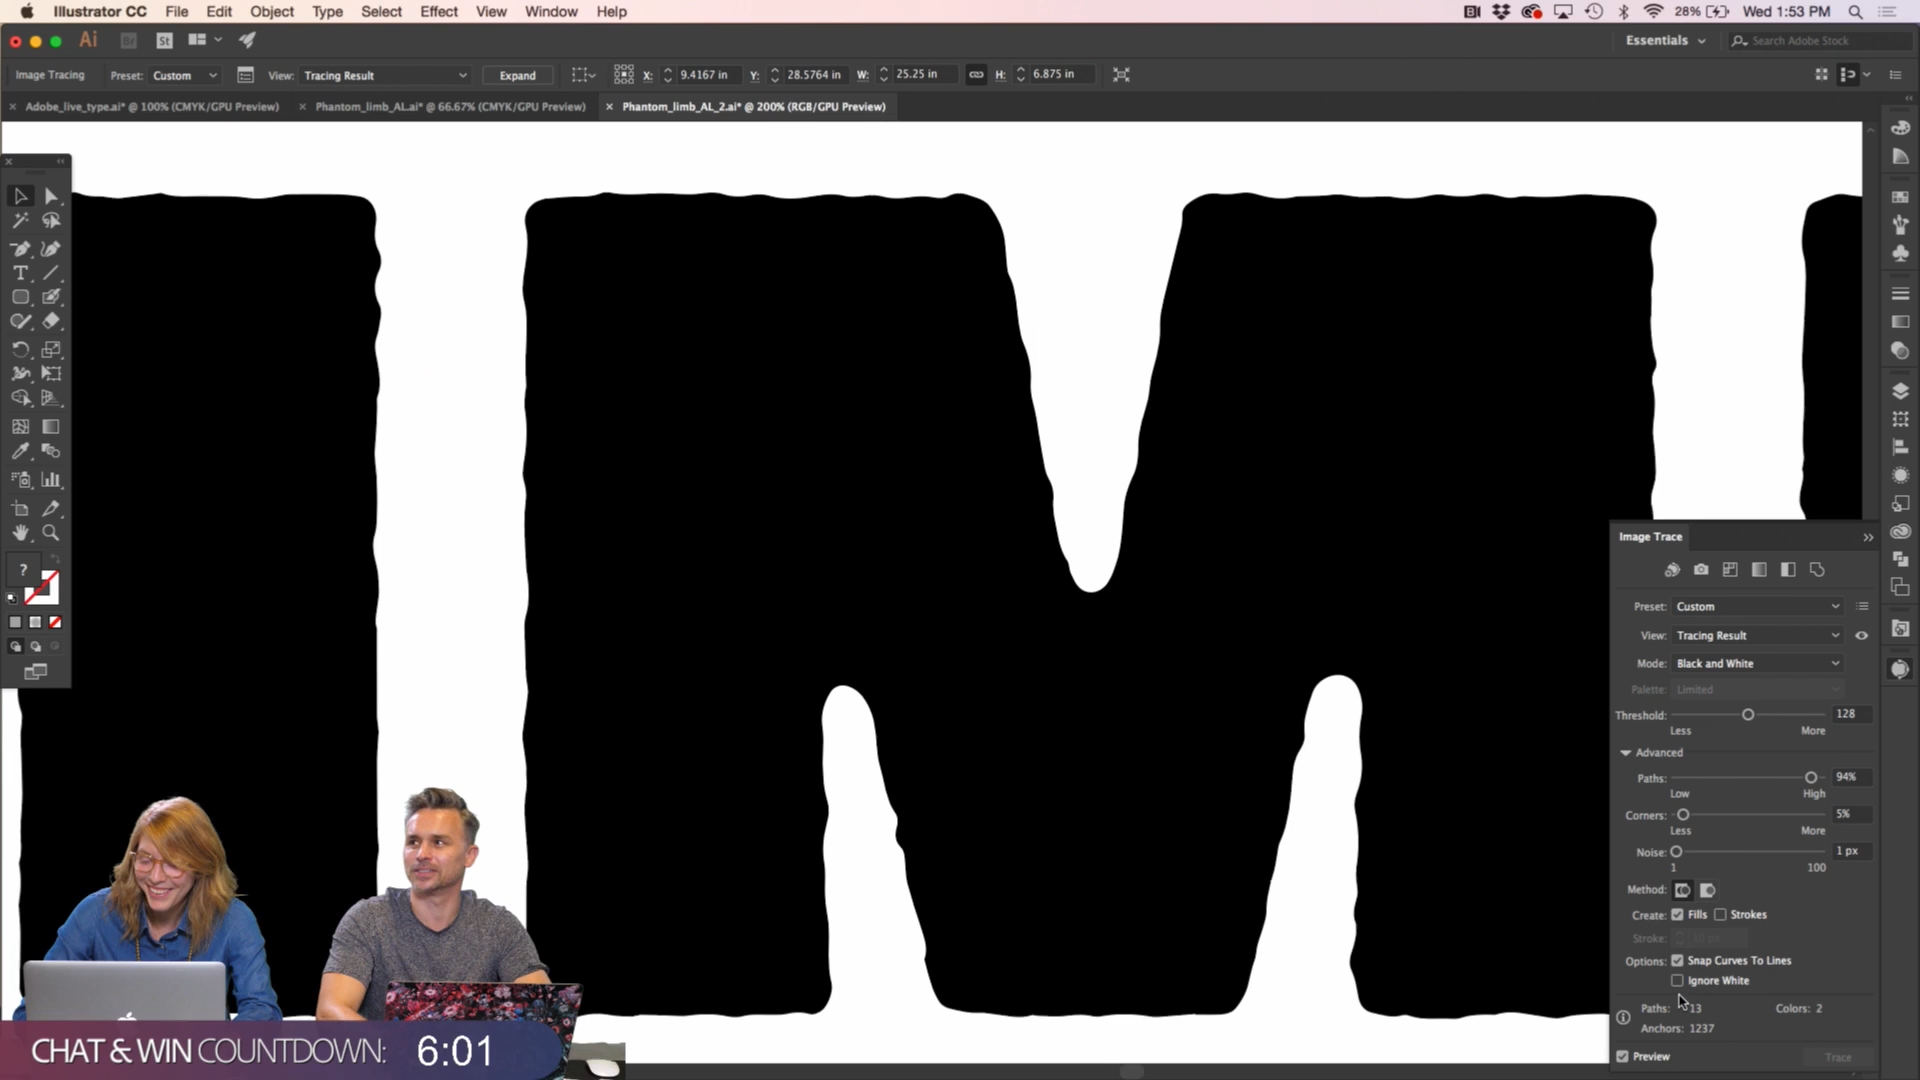 Illustrator CC File Edit Object Type Select Effect View Window Help
28% Wed 1:53 PM
Ai Br St Essentials Search Adobe Stock
Image Tracing Preset: Custom View: Tracing Result Expand X: 9.4167 in Y: 28.5764 in W: 25.25 in H: 6.875 in
Adobe_live_type.ai* @ 100% (CMYK/GPU Preview) Phantom_limb_AL.ai* @ 66.67% (CMYK/GPU Preview) Phantom_limb_AL_2.ai* @ 200% (RGB/GPU Preview)
T
?
Image Trace
Preset: Custom
View: Tracing Result
Mode: Black and White
Palette: Limited
Threshold: 128
Less More
Advanced
Paths: 94%
Low High
Corners: 5%
Less More
Noise: 1 px
1 100
Method:
Create: Fills Strokes
Stroke:
Options: Snap Curves To Lines
Ignore White
Paths: 13 Colors: 2
Anchors: 1237
Preview Trace
CHAT & WIN COUNTDOWN: 6:01